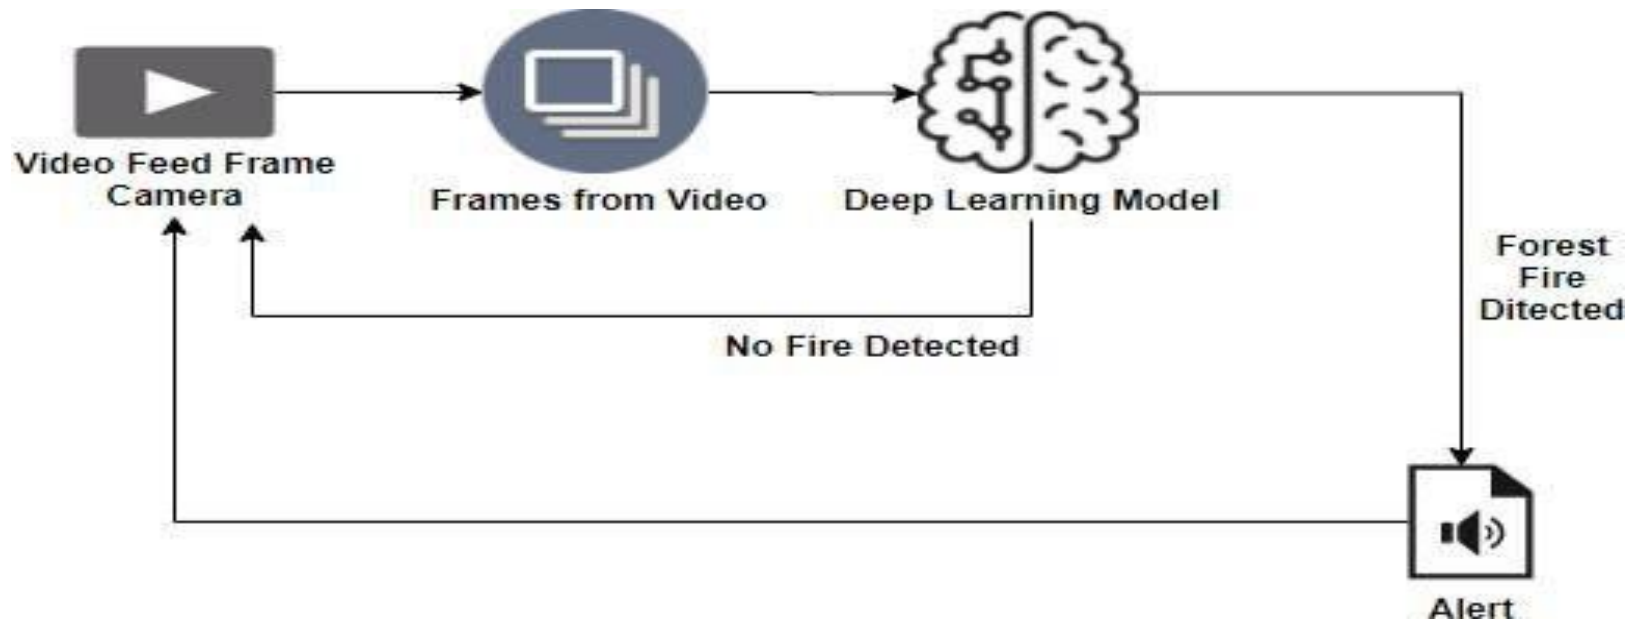 Video Feed Frame
Camera
Frames from Video
Deep Learning Model
Forest
Fire
Ditected
No Fire Detected
Alert